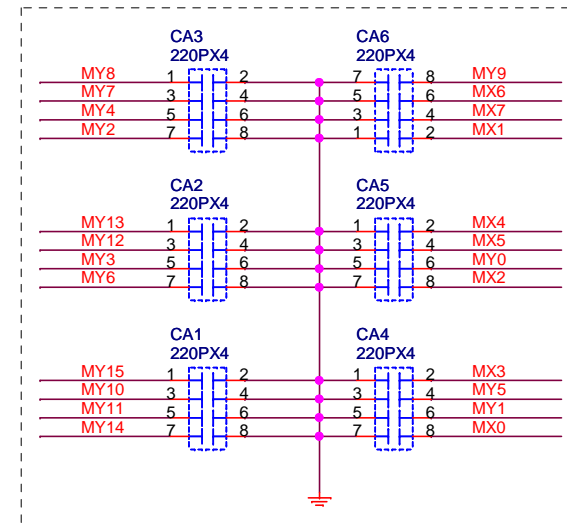 CA3 CA6
220PX4 220PX4
MY8 1 2 7 8 MY9
MY7 3 4 5 6 MX6
MY4 5 6 3 4 MX7
MY2 7 8 1 2 MX1
CA2 CA5
220PX4 220PX4
MY13 1 2 1 2 MX4
MY12 3 4 3 4 MX5
MY3 5 6 5 6 MY0
MY6 7 8 7 8 MX2
CA1 CA4
220PX4 220PX4
MY15 1 2 1 2 MX3
MY10 3 4 3 4 MY5
MY11 5 6 5 6 MY1
MY14 7 8 7 8 MX0